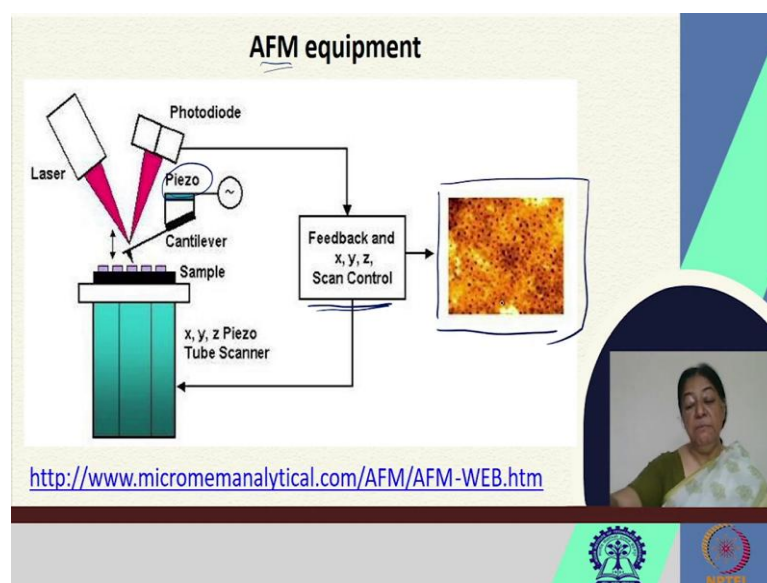 AFM equipment
Photodiode
Laser
Piezo
~
Cantilever
Sample
Feedback and
x, y, z,
Scan Control
x, y, z Piezo
Tube Scanner
http://www.micromemanalytical.com/AFM/AFM-WEB.htm
NPTEL